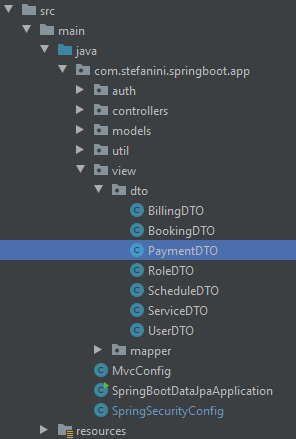 src
main
java
com.stefanini.springboot.app
auth
controllers
models
util
view
dto
BillingDTO
BookingDTO
PaymentDTO
RoleDTO
ScheduleDTO
ServiceDTO
UserDTO
mapper
MvcConfig
SpringBootDataJpaApplication
SpringSecurityConfig
resources